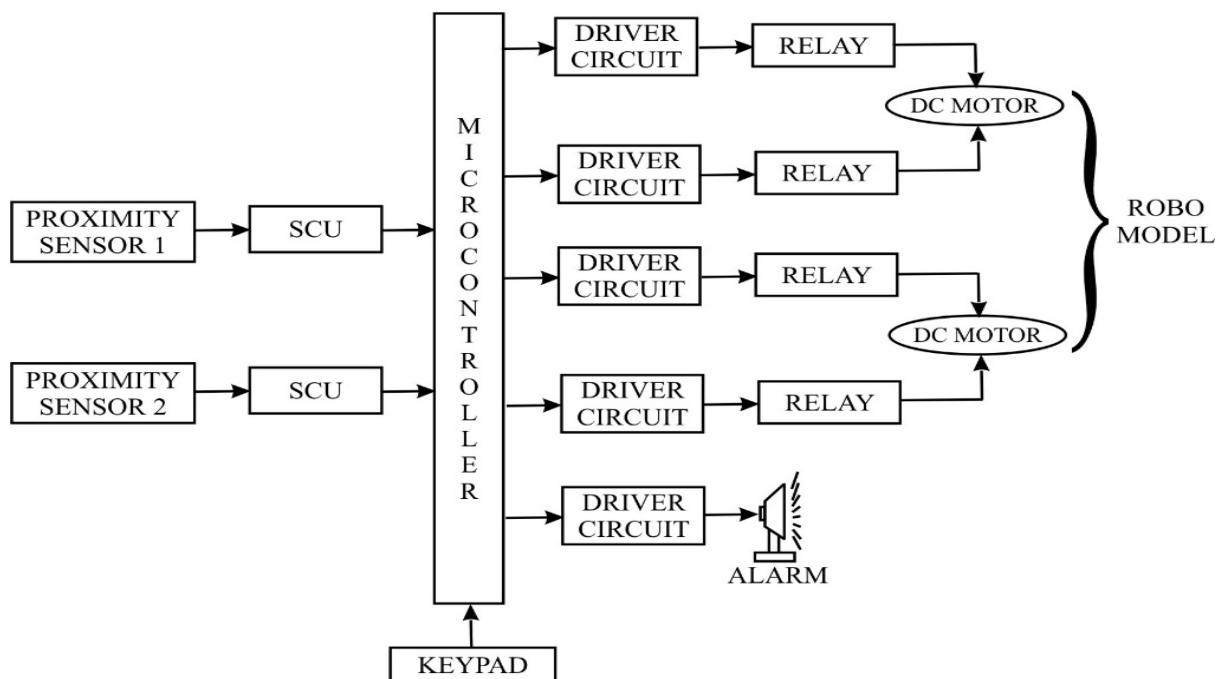 DRIVER
CIRCUIT
RELAY
DC MOTOR
MICROCONTROLLER
DRIVER
CIRCUIT
RELAY
PROXIMITY
SENSOR 1
SCU
ROBO
MODEL
DRIVER
CIRCUIT
RELAY
DC MOTOR
PROXIMITY
SENSOR 2
SCU
DRIVER
CIRCUIT
RELAY
DRIVER
CIRCUIT
ALARM
KEYPAD